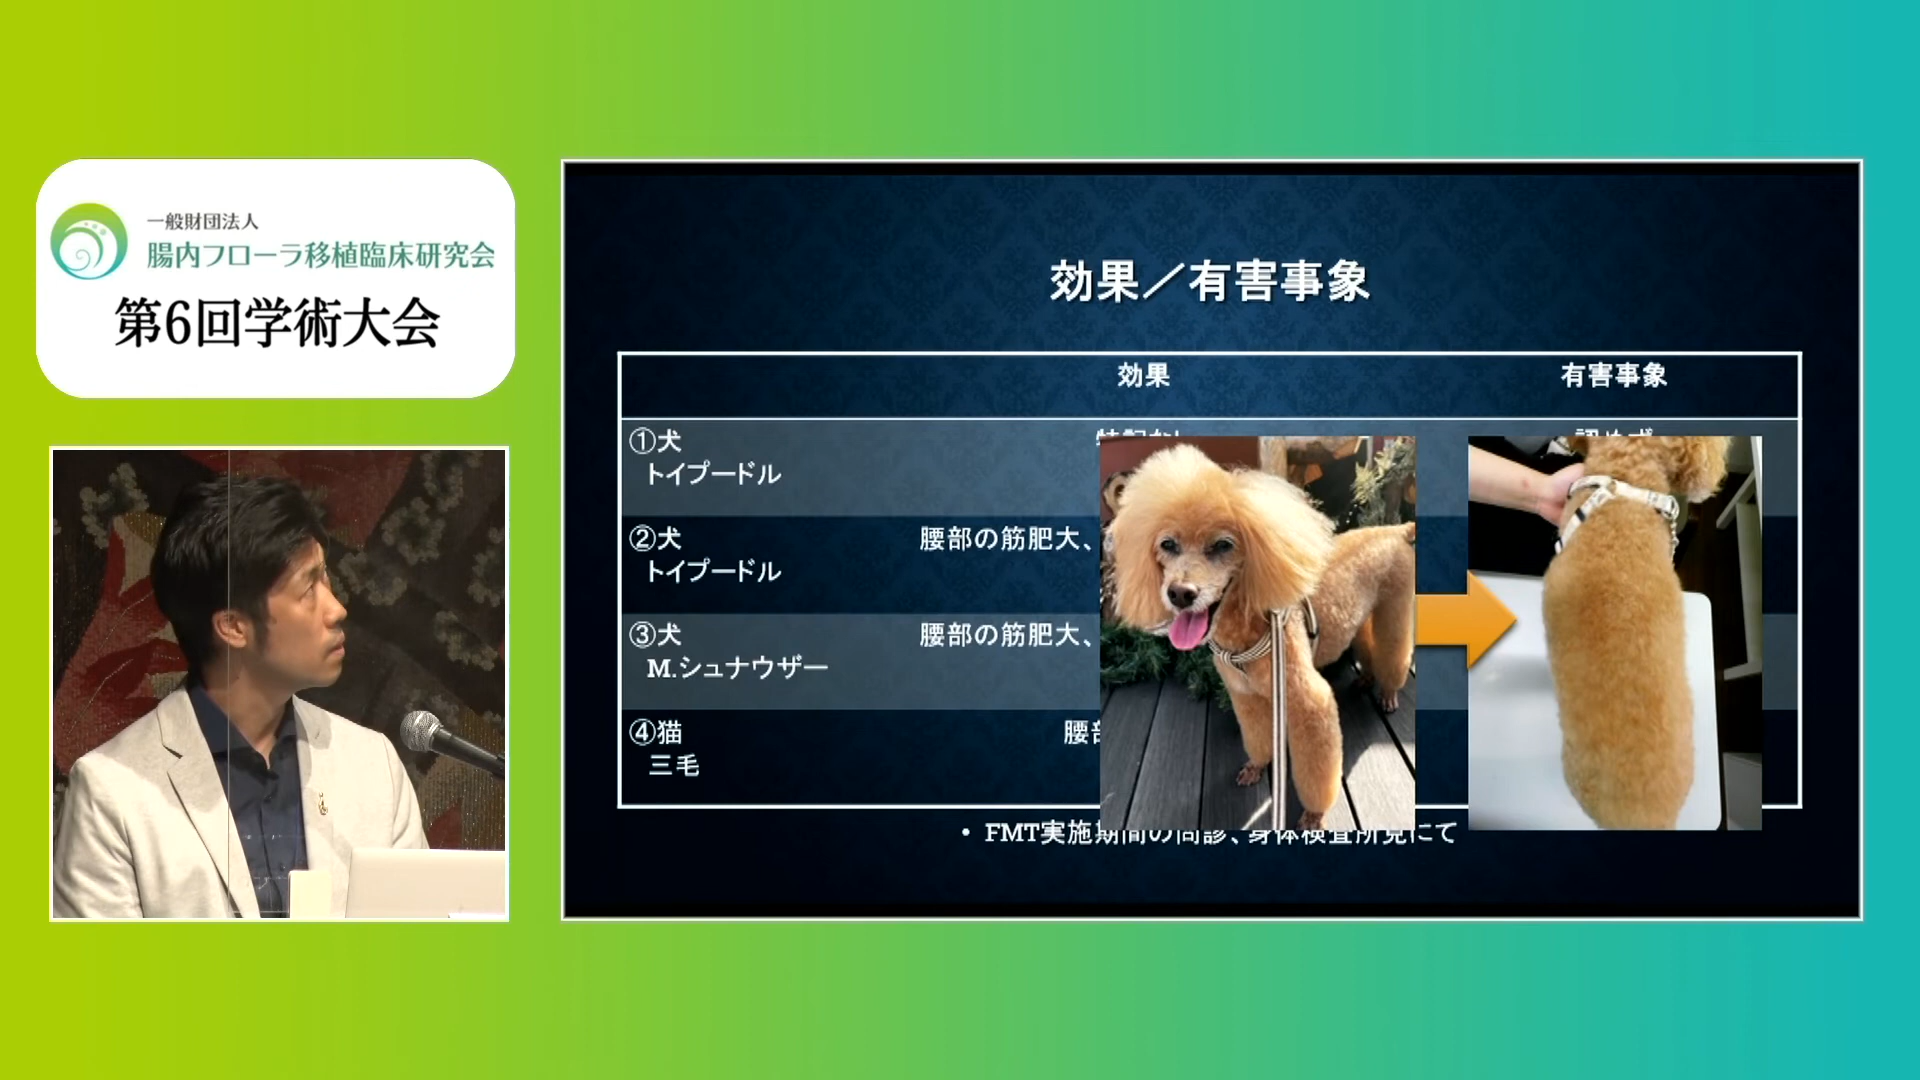 一般財団法人
腸内フローラ移植臨床研究会
第6回学術大会
効果／有害事象
効果 有害事象
①犬
トイプードル
②犬 腰部の筋肥大、
トイプードル
③犬 腰部の筋肥大、
M.シュナウザー
④猫
三毛
• FMT実施期間の問診、身体検査所見にて